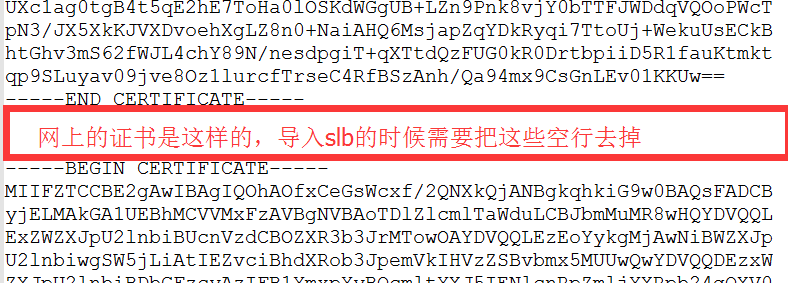 UXc1ag0tgB4t5qE2hE7ToHa0lOSKdWGgUB+LZn9Pnk8vjY0bTTFJWDdqVQOoPWcT
pN3/JX5XkKJVXDvoehXgLZ8n0+NaiAHQ6MsjapZqYDkRyqi7TtoUj+WekuUsECkB
htGhv3mS62fWJL4chY89N/nesdpgiT+qXTtdQzFUG0kR0DrtbpiiD5R1fauKtmkt
qp9SLuyav09jve8Oz1lurcfTrseC4RfBSzAnh/Qa94mx9CsGnLEv01KKUw==
-----END CERTIFICATE-----
网上的证书是这样的，导入slb的时候需要把这些空行去掉
-----BEGIN CERTIFICATE-----
MIIFZTCCBE2gAwIBAgIQOhAOfxCeGsWcxf/2QNXkQjANBgkqhkiG9w0BAQsFADCB
yjELMAkGA1UEBhMCVVMxFzAVBgNVBAoTDlZlcmlTaWduLCBJbmMuMR8wHQYDVQQL
ExZWZXJpU2lnbiBUcnVzdCBOZXR3b3JrMTowOAYDVQQLEzEoYykgMjAwNiBWZXJp
U2lnbiwgSW5jLiAtIEZvciBhdXRob3JpemVkIHVzZSBvbmx5MUUwQwYDVQQDEzxW